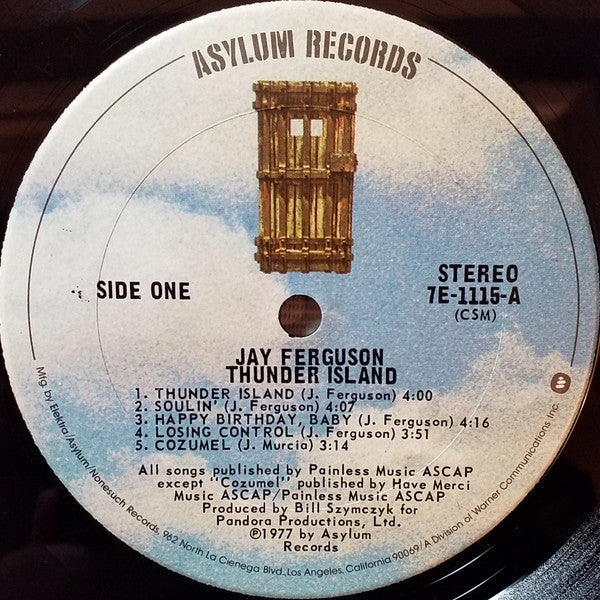 ASYLUM RECORDS
SIDE ONE
STEREO
7E-1115-A
(CSM)
JAY FERGUSON
THUNDER ISLAND
1. THUNDER ISLAND (J. Ferguson) 4:00
2. SOULIN' (J. Ferguson) 4:07
3. HAPPY BIRTHDAY, BABY (J. Ferguson) 4:16
4. LOSING CONTROL (J. Ferguson) 3:51
5. COZUMEL (J. Murcia) 3:14
All songs published by Painless Music ASCAP
except "Cozumel" published by Have Merci
Music ASCAP/Painless Music ASCAP
Produced by Bill Szymczyk for
Pandora Productions, Ltd.
℗1977 by Asylum
Records
Mfg. by Elektra/Asylum/Nonesuch Records, 962 North La Cienega Blvd., Los Angeles, California 90069/A Division of Warner Communications Inc.